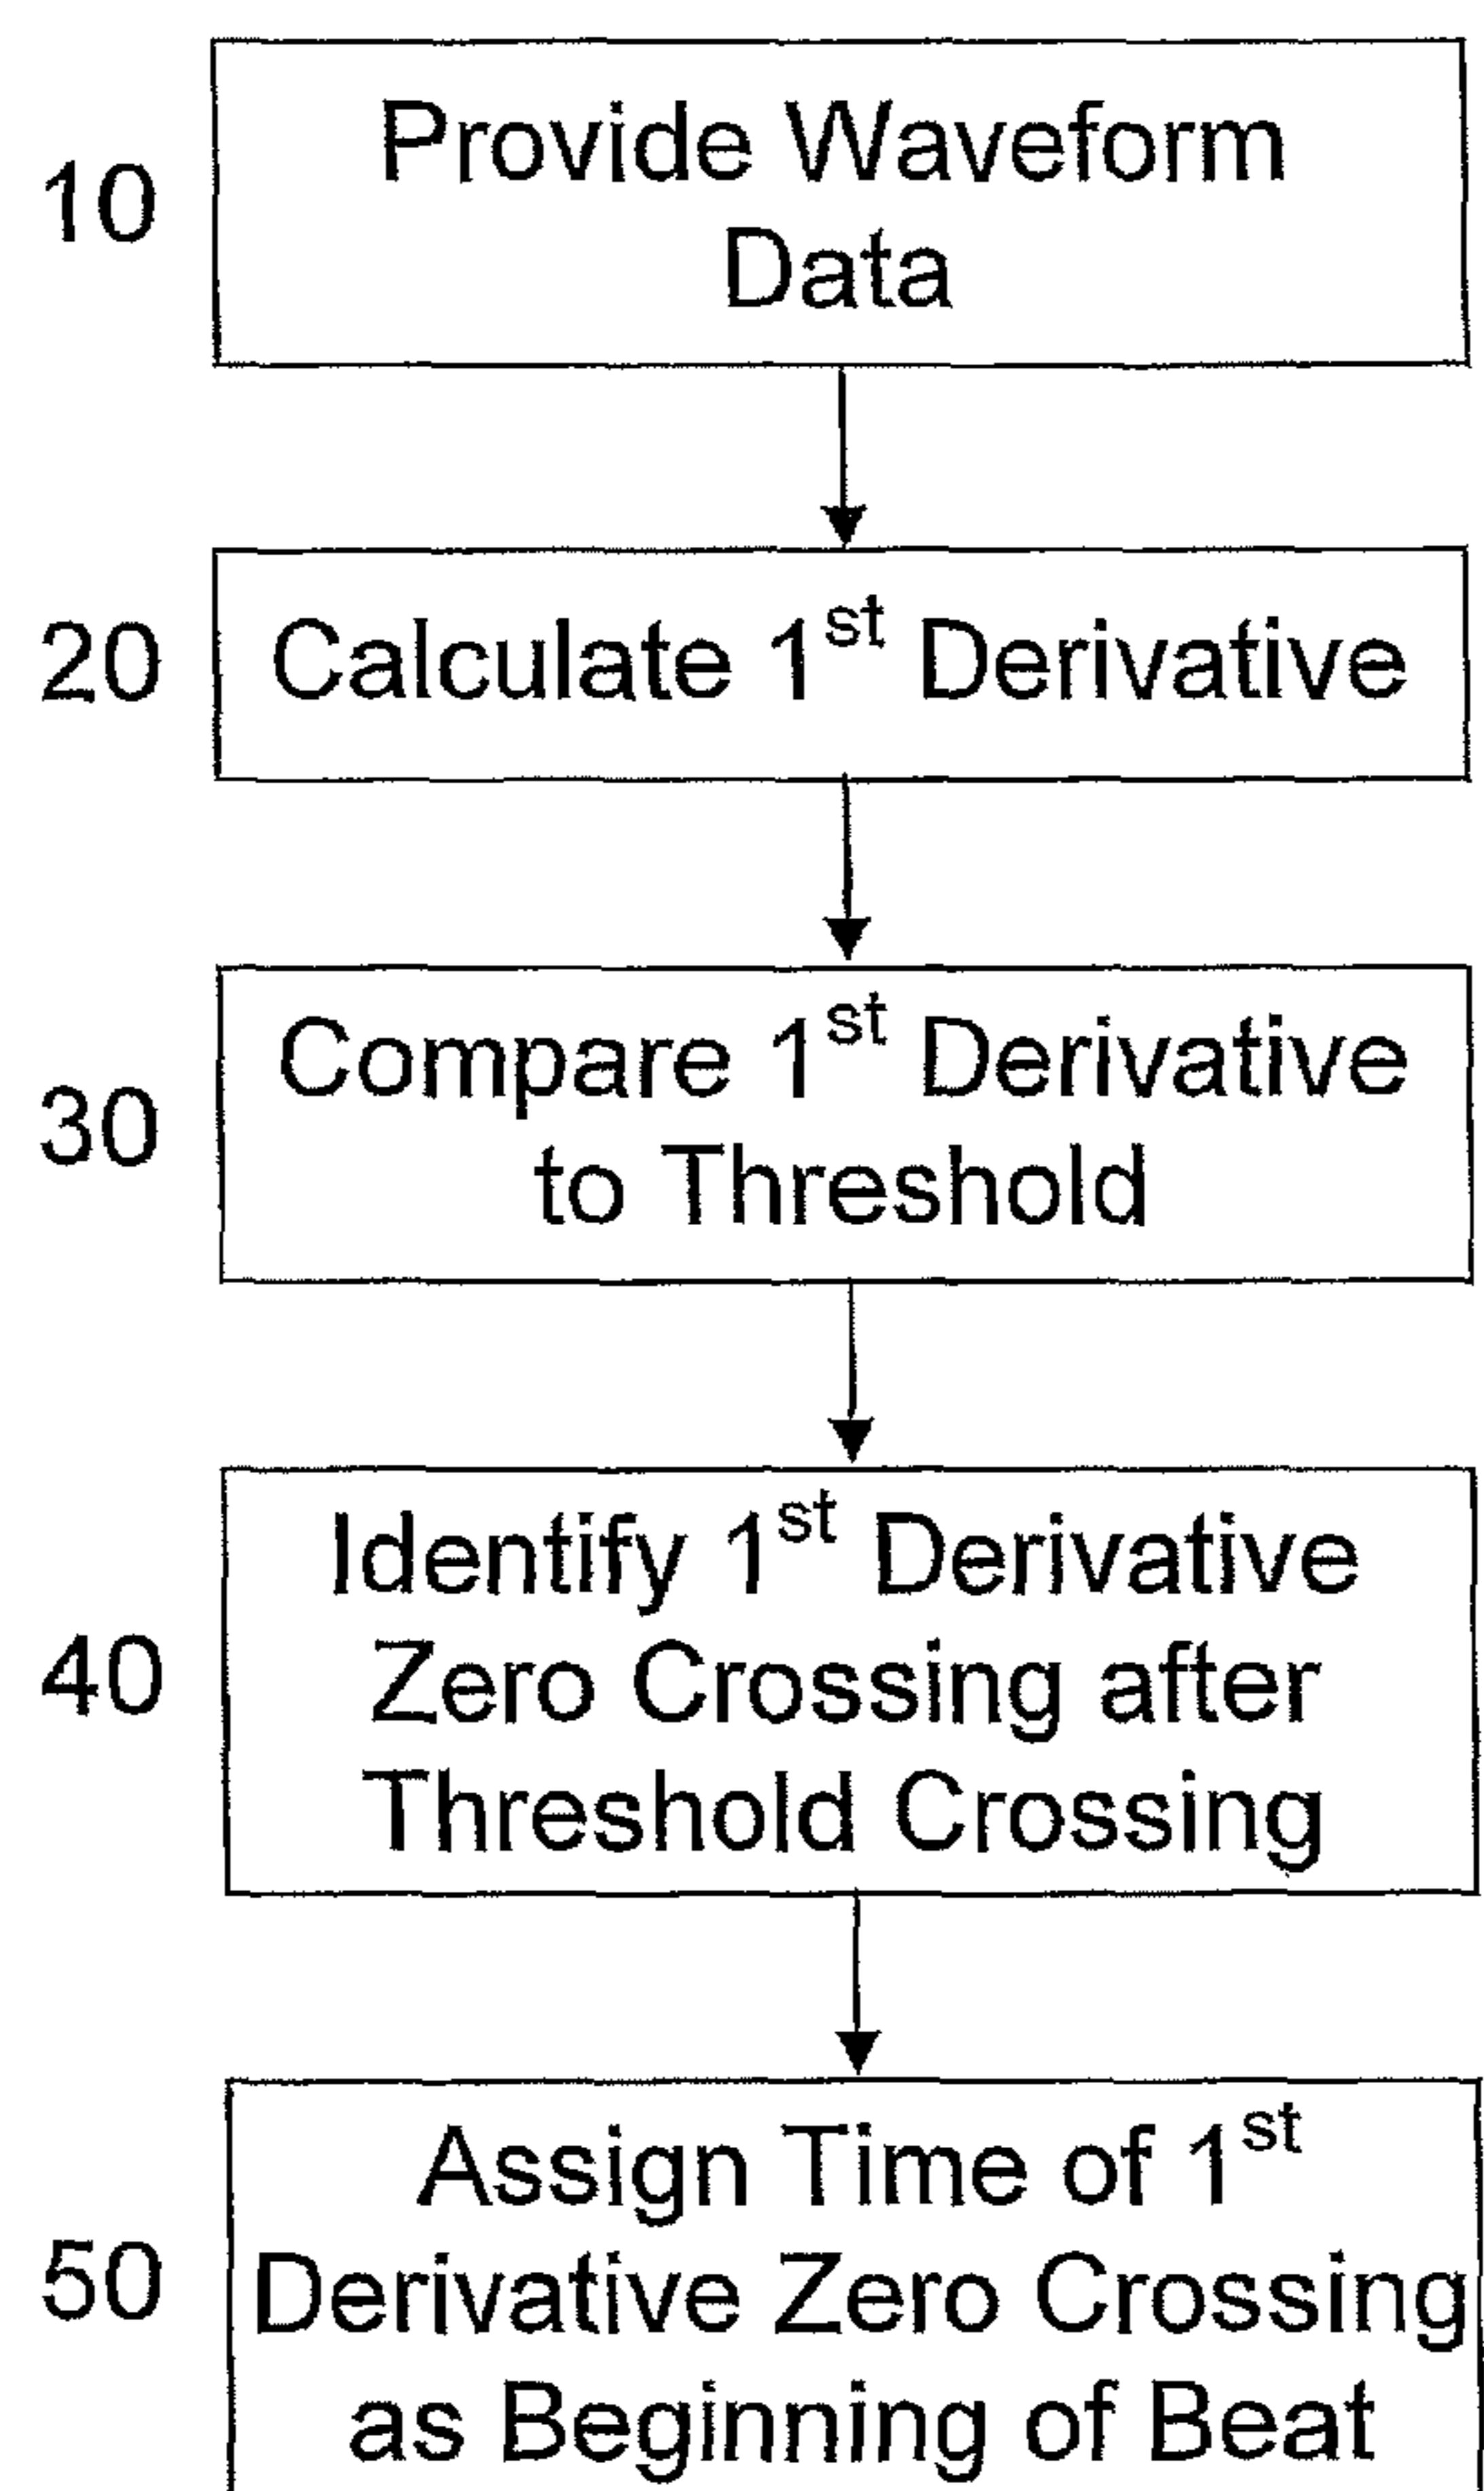 10
Provide Waveform
Data
20
Calculate 1st Derivative
30
Compare 1st Derivative
to Threshold
40
Identify 1st Derivative
Zero Crossing after
Threshold Crossing
50
Assign Time of 1st
Derivative Zero Crossing
as Beginning of Beat